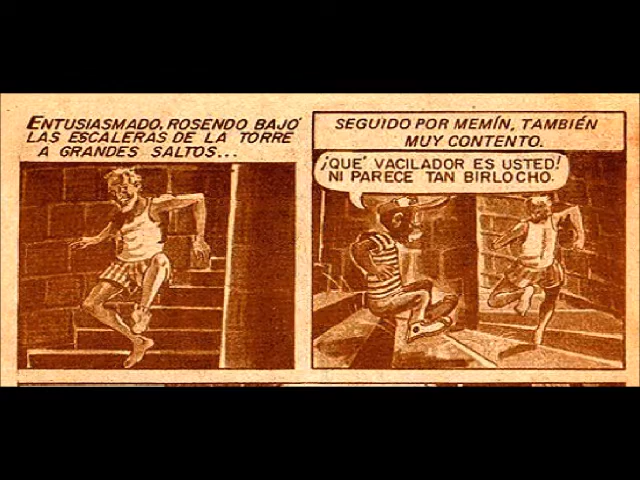 ENTUSIASMADO, ROSENDO BAJÓ
LAS ESCALERAS DE LA TORRE
A GRANDES SALTOS...
SEGUIDO POR MEMÍN, TAMBIÉN
MUY CONTENTO.
¡QUÉ VACILADOR ES USTED!
NI PARECE TAN BIRLOCHO.